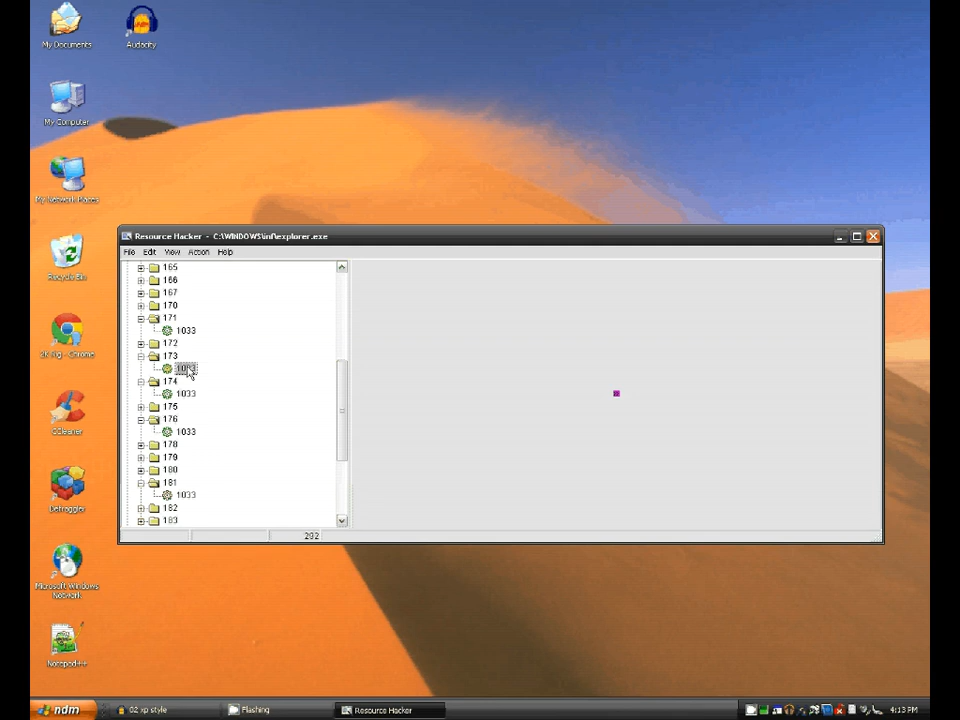 My Documents
Audacity
My Computer
My Network Places
Recycle Bin
CCleaner
Defraggler
Microsoft Windows
Network
Notepad++
Resource Hacker - C:\WINDOWS\inf\explorer.exe
File Edit View Action Help
165
166
167
170
171
1033
172
173
1033
174
1033
175
176
1033
178
179
180
181
1033
182
183
292
ndm
02 xp style
Flashing
Resource Hacker
4:13 PM